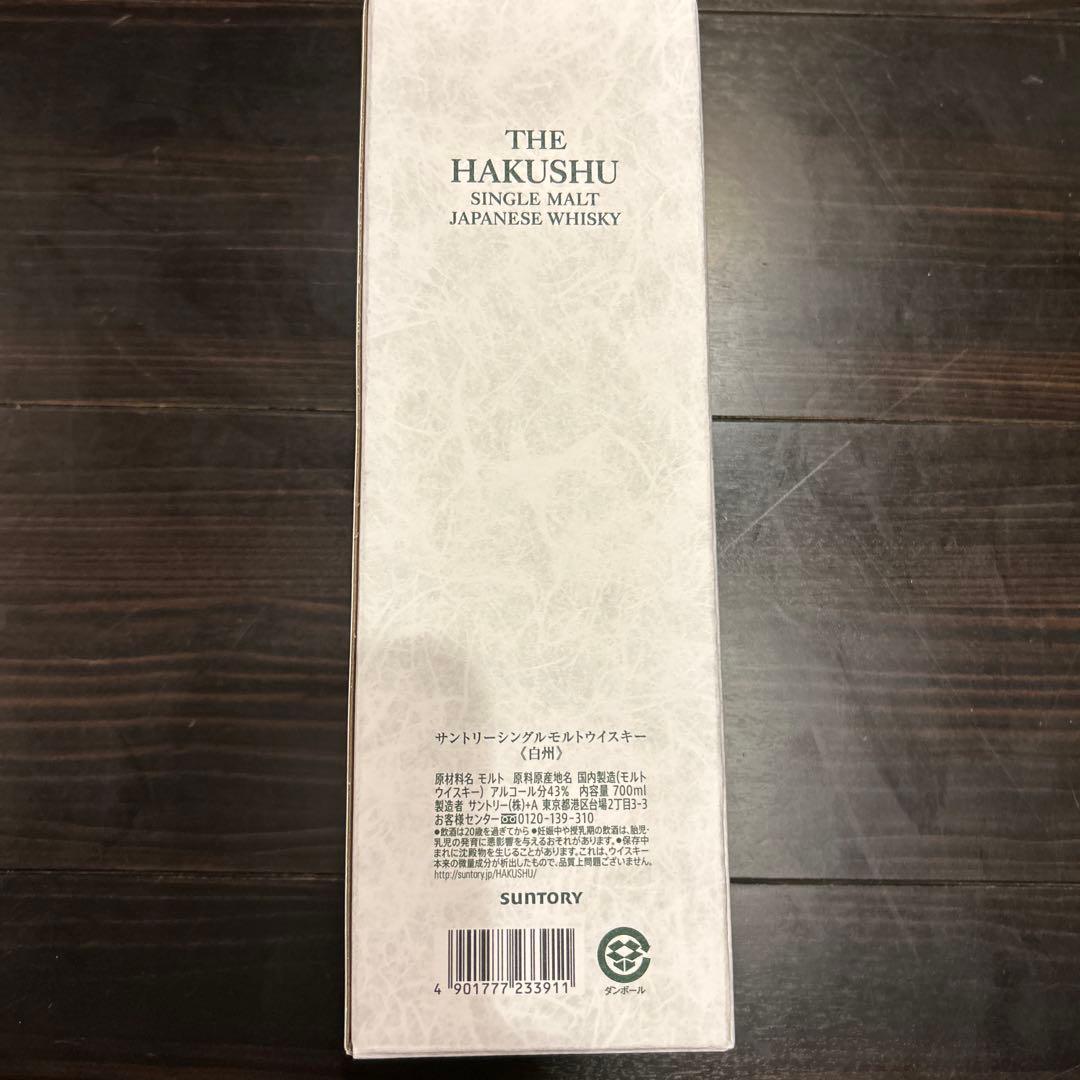 THE
HAKUSHU
SINGLE MALT
JAPANESE WHISKY
サントリーシングルモルトウイスキー
《白州》
原材料名 モルト 原料原産地名 国内製造(モルト
ウイスキー) アルコール分43% 内容量 700ml
製造者 サントリー(株)+A 東京都港区台場2丁目3-3
お客様センター 0120-139-310
●飲酒は20歳を過ぎてから ●妊娠中や授乳期の飲酒は、胎児・
乳児の発育に悪影響を与えるおそれがあります。●保存中
まれに沈殿物を生じることがあります。これは、ウイスキー
本来の微量成分が析出したもので、品質上問題ございません。
http://suntory.jp/HAKUSHU/
SUNTORY
4 901777 233911
ダンボール